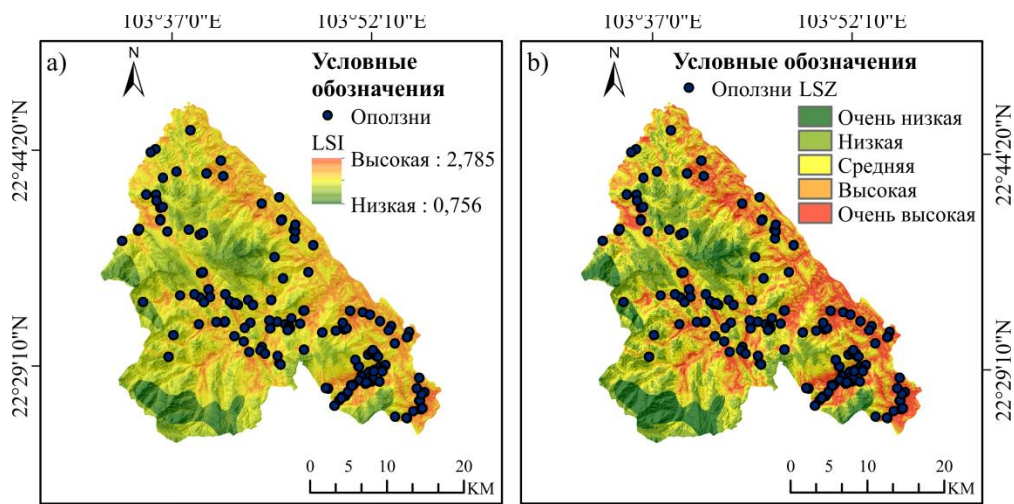 103°37'0"E 103°52'10"E
a)
N
Условные
обозначения
Оползни
LSI
Высокая : 2,785
Низкая : 0,756
22°44'20"N
22°29'10"N
0 5 10 20
KM
103°37'0"E 103°52'10"E
b)
N
Условные обозначения
Оползни LSZ
Очень низкая
Низкая
Средняя
Высокая
Очень высокая
22°44'20"N
22°29'10"N
0 5 10 20
KM